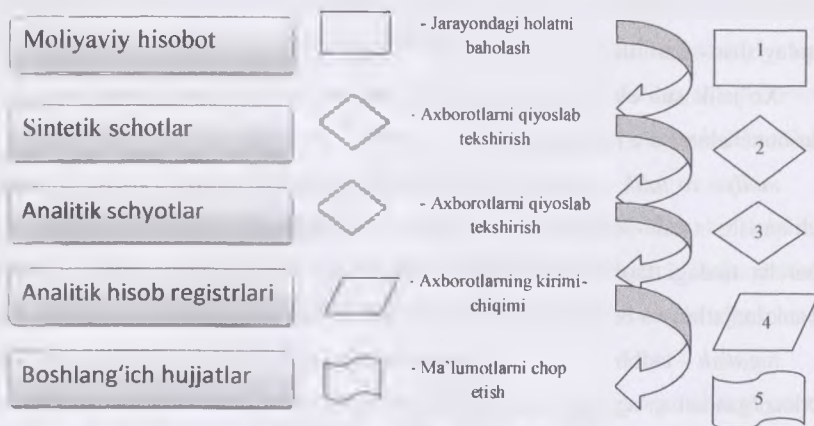 Moliyaviy hisobot
- Jarayondagi holatni
baholash
1
Sintetik schotlar
- Axborotlarni qiyoslab
tekshirish
2
Analitik schyotlar
- Axborotlarni qiyoslab
tekshirish
3
Analitik hisob registrlari
- Axborotlarning kirimi-
chiqimi
4
Boshlang'ich hujjatlar
- Ma`lumotlarni chop
etish
5